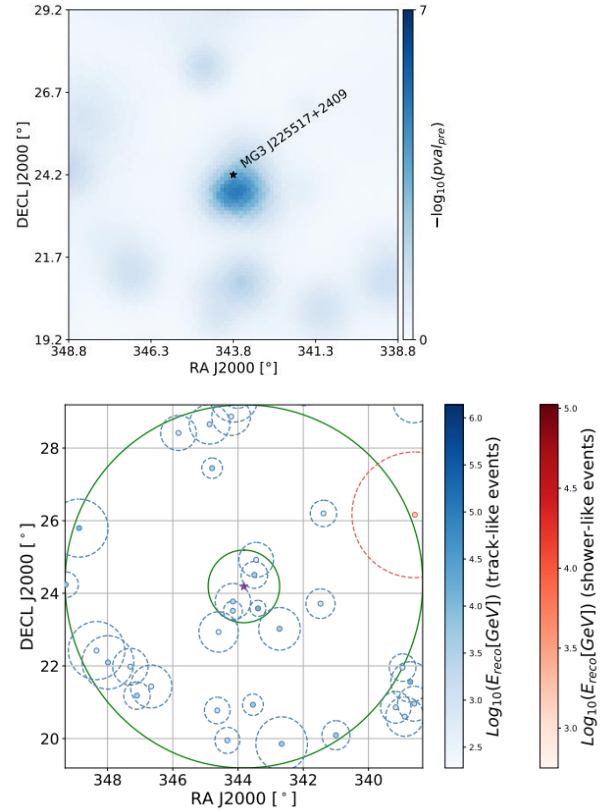 29.2
26.7
24.2
21.7
19.2
DECL J2000 [°]
348.8 346.3 343.8 341.3 338.8
RA J2000 [°]
MG3 J225517+2409
7
0
−log₁₀(pval_pre)
28
26
24
22
20
DECL J2000 [°]
348 346 344 342 340
RA J2000 [°]
6.0
5.5
5.0
4.5
4.0
3.5
3.0
2.5
Log₁₀(E_reco[GeV]) (track-like events)
5.0
4.5
4.0
3.5
3.0
Log₁₀(E_reco[GeV]) (shower-like events)